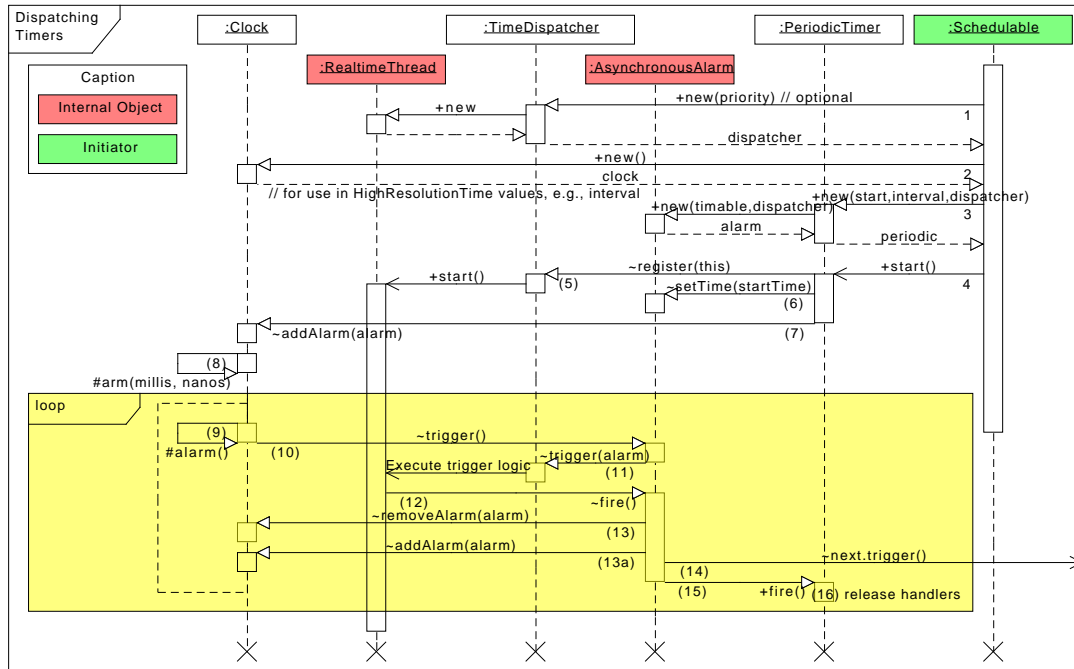 Dispatching
Timers
:Clock
:TimeDispatcher
:PeriodicTimer
:Schedulable
:RealtimeThread
:AsynchronousAlarm
Caption
Internal Object
Initiator
+new(priority) // optional
1
+new
dispatcher
+new()
2
clock
// for use in HighResolutionTime values, e.g., interval
+new(start,interval,dispatcher)
3
+new(timable,dispatcher)
alarm
periodic
+start()
4
~register(this)
(5)
+start()
~setTime(startTime)
(6)
~addAlarm(alarm)
(7)
(8)
#arm(millis, nanos)
loop
(9)
#alarm()
(10)
~trigger()
~trigger(alarm)
(11)
Execute trigger logic
(12)
~fire()
~removeAlarm(alarm)
(13)
~addAlarm(alarm)
(13a)
~next.trigger()
(14)
(15)
+fire()
(16) release handlers